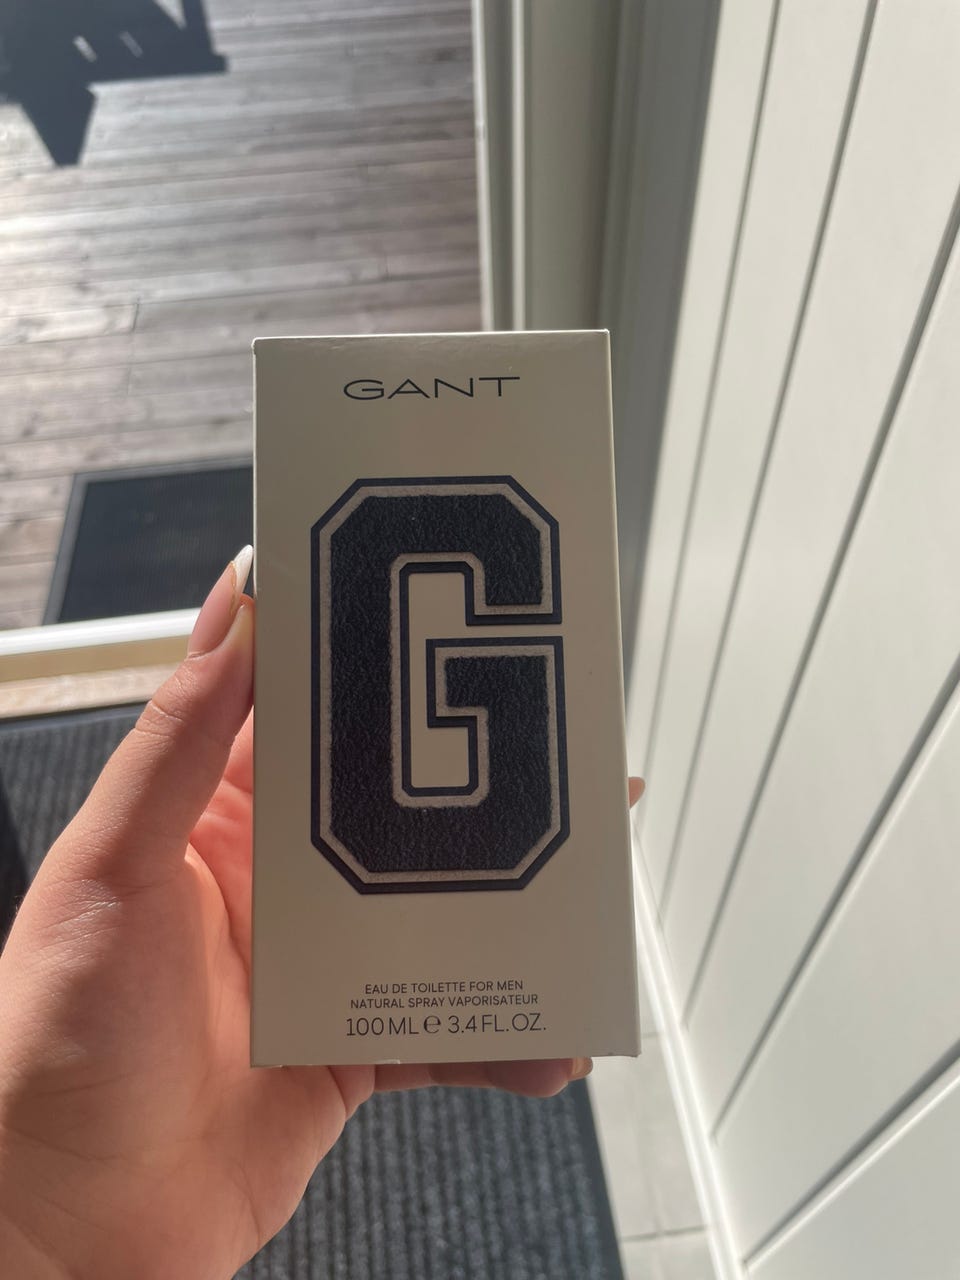 GANT
G
EAU DE TOILETTE FOR MEN
NATURAL SPRAY VAPORISATEUR
100 ML ℮ 3.4 FL. OZ.